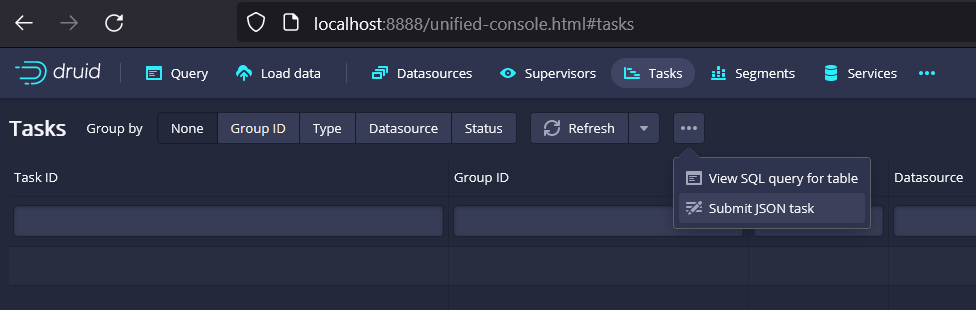 localhost:8888/unified-console.html#tasks
druid Query Load data Datasources Supervisors Tasks Segments Services
Tasks Group by None Group ID Type Datasource Status Refresh
Task ID Group ID Datasource
View SQL query for table
Submit JSON task